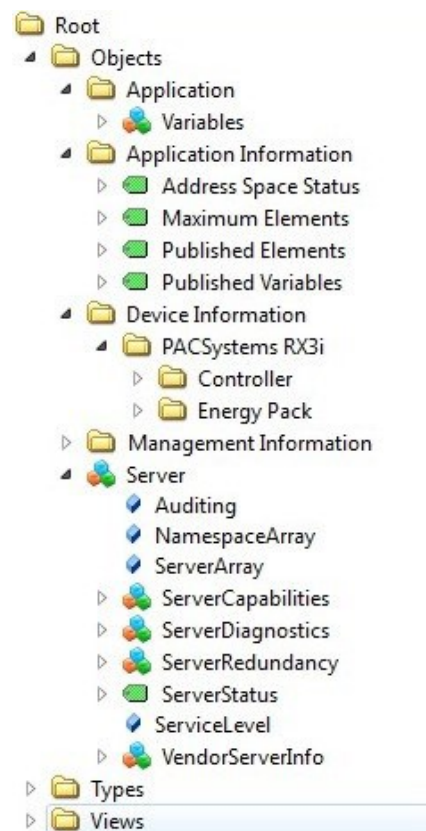 Root
Objects
Application
Variables
Application Information
Address Space Status
Maximum Elements
Published Elements
Published Variables
Device Information
PACSystems RX3i
Controller
Energy Pack
Management Information
Server
Auditing
NamespaceArray
ServerArray
ServerCapabilities
ServerDiagnostics
ServerRedundancy
ServerStatus
ServiceLevel
VendorServerInfo
Types
Views